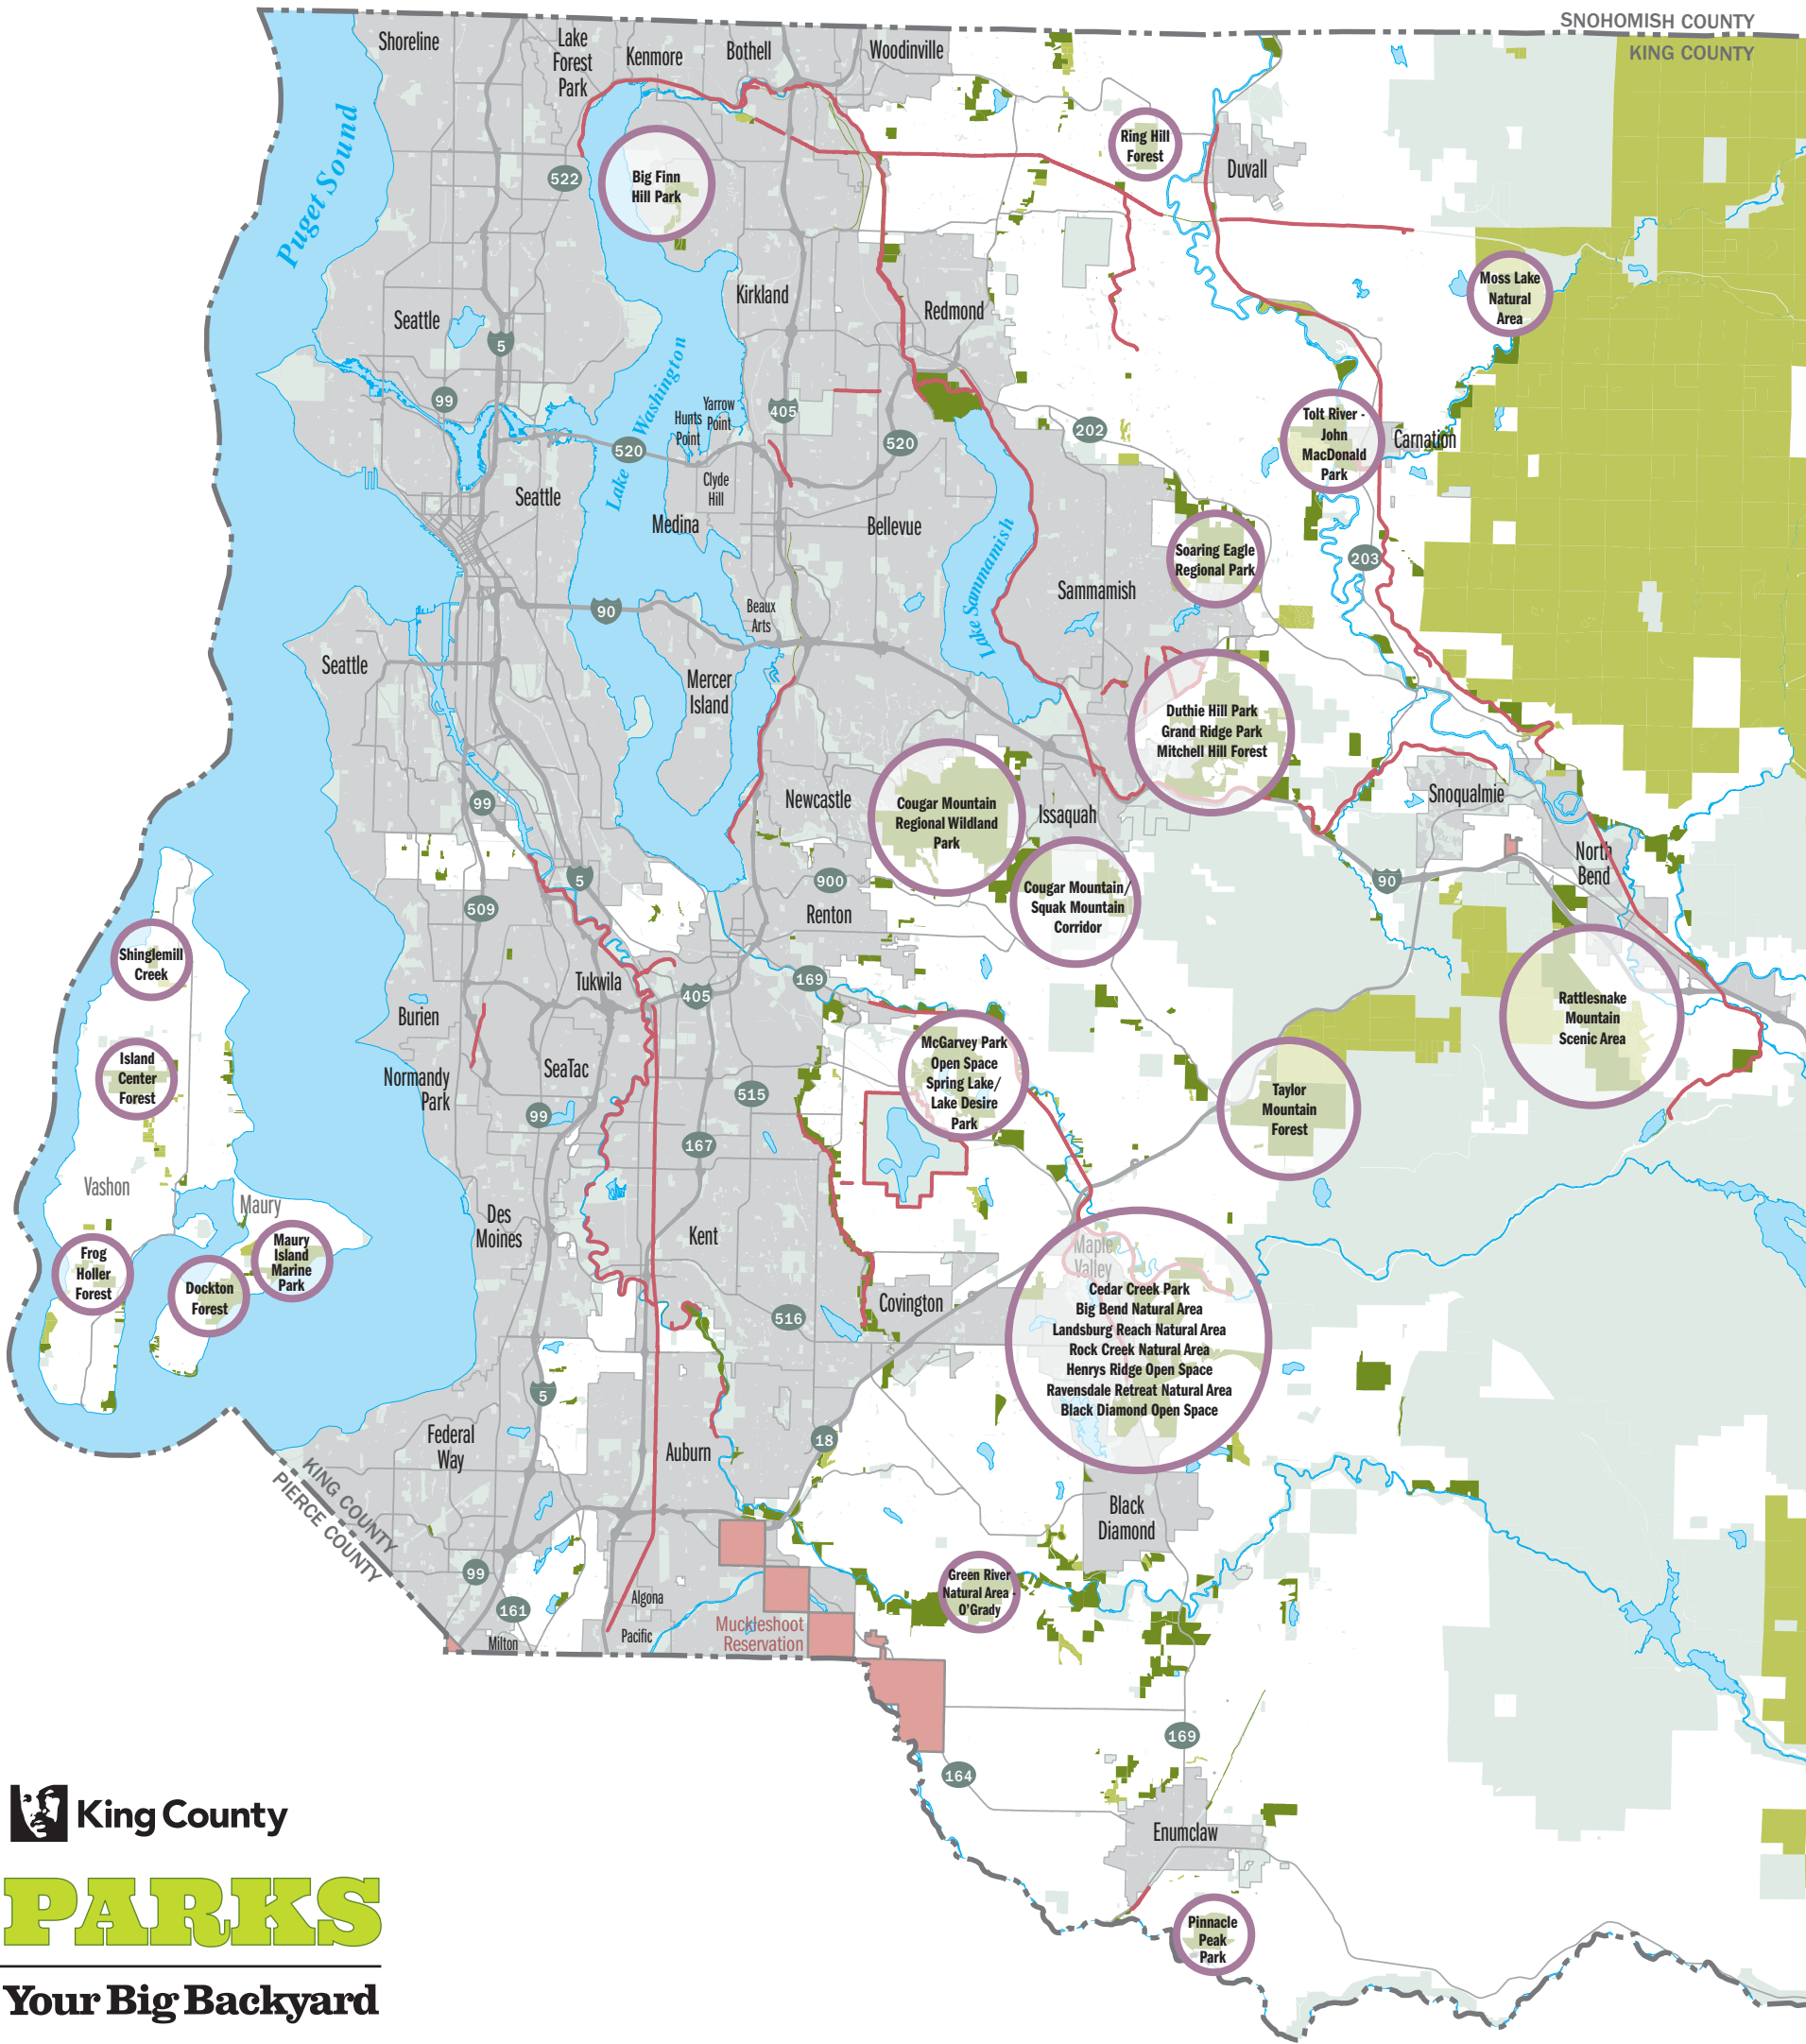 SNOHOMISH COUNTY
KING COUNTY
Shoreline
Lake
Forest
Park
Kenmore
Bothell
Woodinville
Puget Sound
522
Big Finn
Hill Park
Ring Hill
Forest
Duvall
Seattle
5
99
Kirkland
Redmond
Moss Lake
Natural
Area
Lake Washington
Hunts
Point
Yarrow
Point
405
520
520
202
Tolt River -
John
MacDonald
Park
Carnation
Clyde
Hill
Seattle
Medina
Bellevue
Lake Sammamish
Soaring Eagle
Regional Park
203
Sammamish
90
Beaux
Arts
Seattle
Mercer
Island
Duthie Hill Park
Grand Ridge Park
Mitchell Hill Forest
99
Newcastle
Cougar Mountain
Regional Wildland
Park
Issaquah
Snoqualmie
North
Bend
90
5
900
509
Renton
Cougar Mountain/
Squak Mountain
Corridor
Shinglemill
Creek
Tukwila
405
169
Burien
Rattlesnake
Mountain
Scenic Area
Island
Center
Forest
SeaTac
Normandy
Park
99
515
167
McGarvey Park
Open Space
Spring Lake/
Lake Desire
Park
Taylor
Mountain
Forest
Vashon
Maury
Des
Moines
Kent
Frog
Holler
Forest
Dockton
Forest
Maury
Island
Marine
Park
516
Covington
Maple
Valley
Cedar Creek Park
Big Bend Natural Area
Landsburg Reach Natural Area
Rock Creek Natural Area
Henrys Ridge Open Space
Ravensdale Retreat Natural Area
Black Diamond Open Space
5
Federal
Way
Auburn
18
KING COUNTY
PIERCE COUNTY
Black
Diamond
99
161
Algona
Pacific
Milton
Muckleshoot
Reservation
Green River
Natural Area -
O'Grady
169
164
Enumclaw
Pinnacle
Peak
Park
King County
PARKS
Your Big Backyard